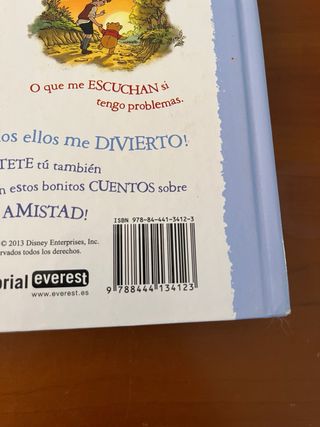 O que me ESCUCHAN si
tengo problemas.
os ellos me DIVIERTO!
TETE tú también
n estos bonitos CUENTOS sobre
AMISTAD!
ISBN 978-84-441-3412-3
© 2013 Disney Enterprises, Inc.
rvados todos los derechos.
orial everest
www.everest.es
9 788444 134123